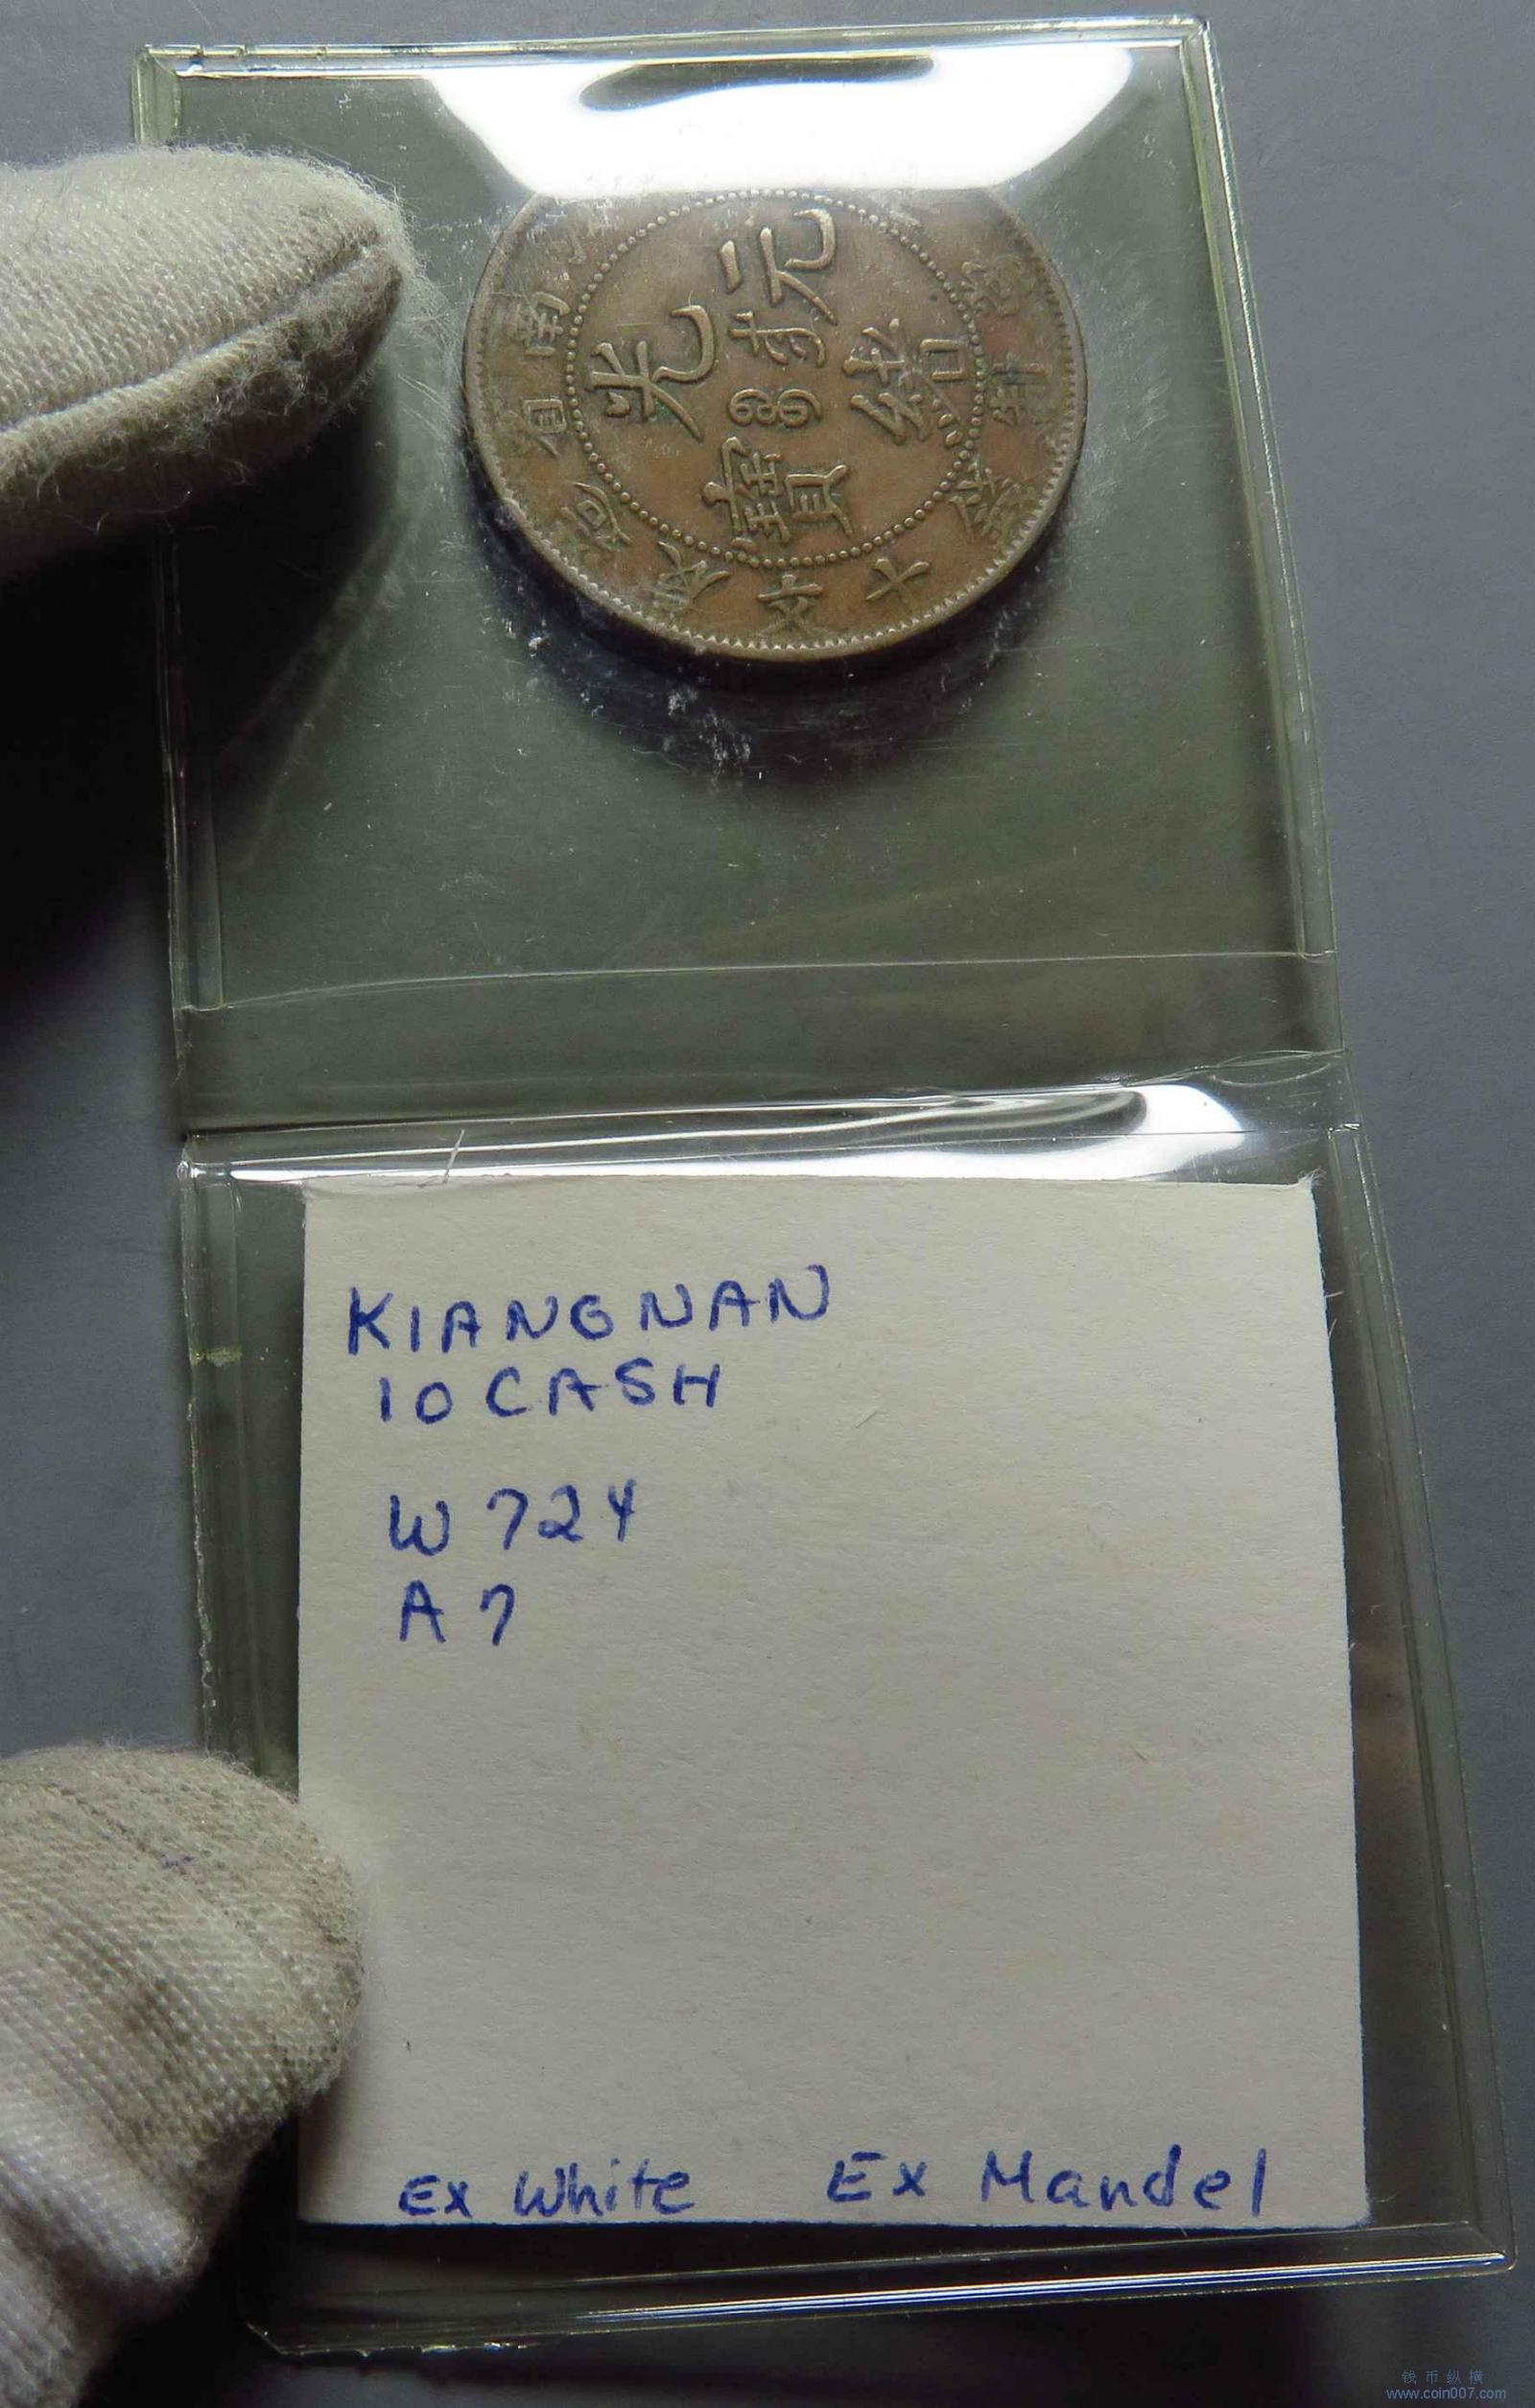 光緒元寶
南省造
當
十文
KIANGNAN
10 CASH
W 724
A 7
Ex White Ex Mandel
钱币纵横
www.coin007.com